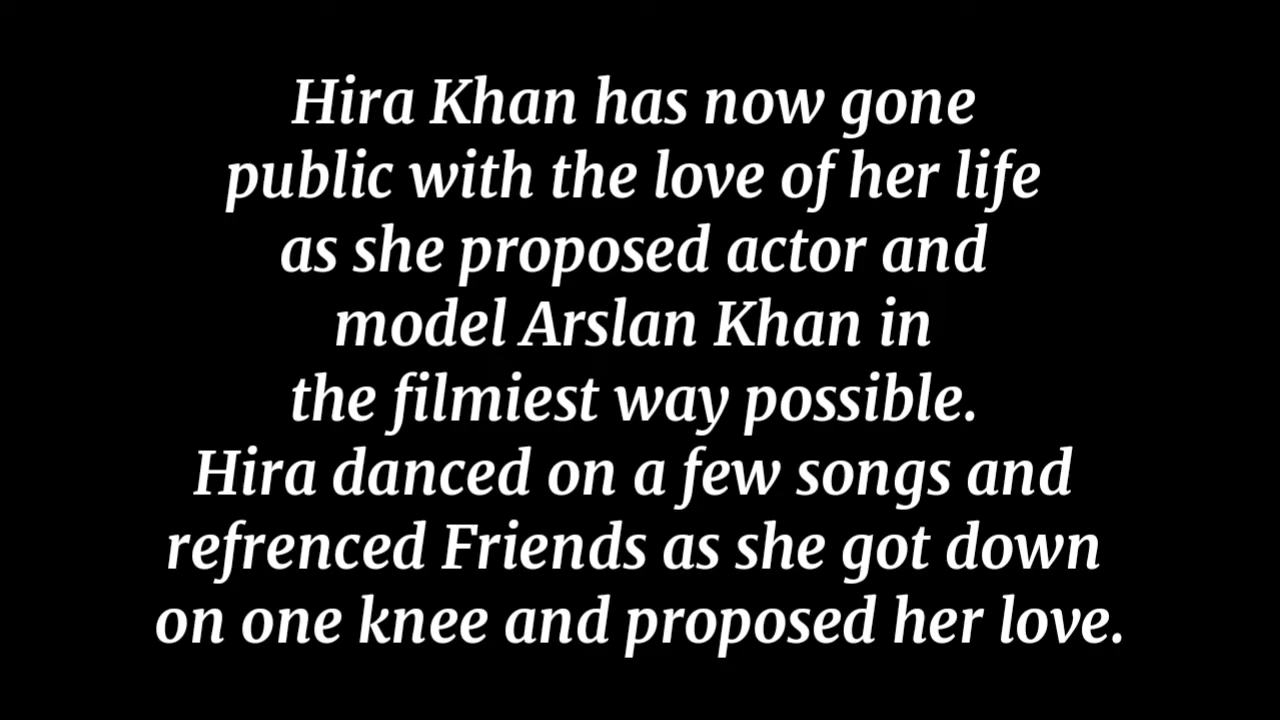 Hira Khan has now gone
public with the love of her life
as she proposed actor and
model Arslan Khan in
the filmiest way possible.
Hira danced on a few songs and
refrenced Friends as she got down
on one knee and proposed her love.